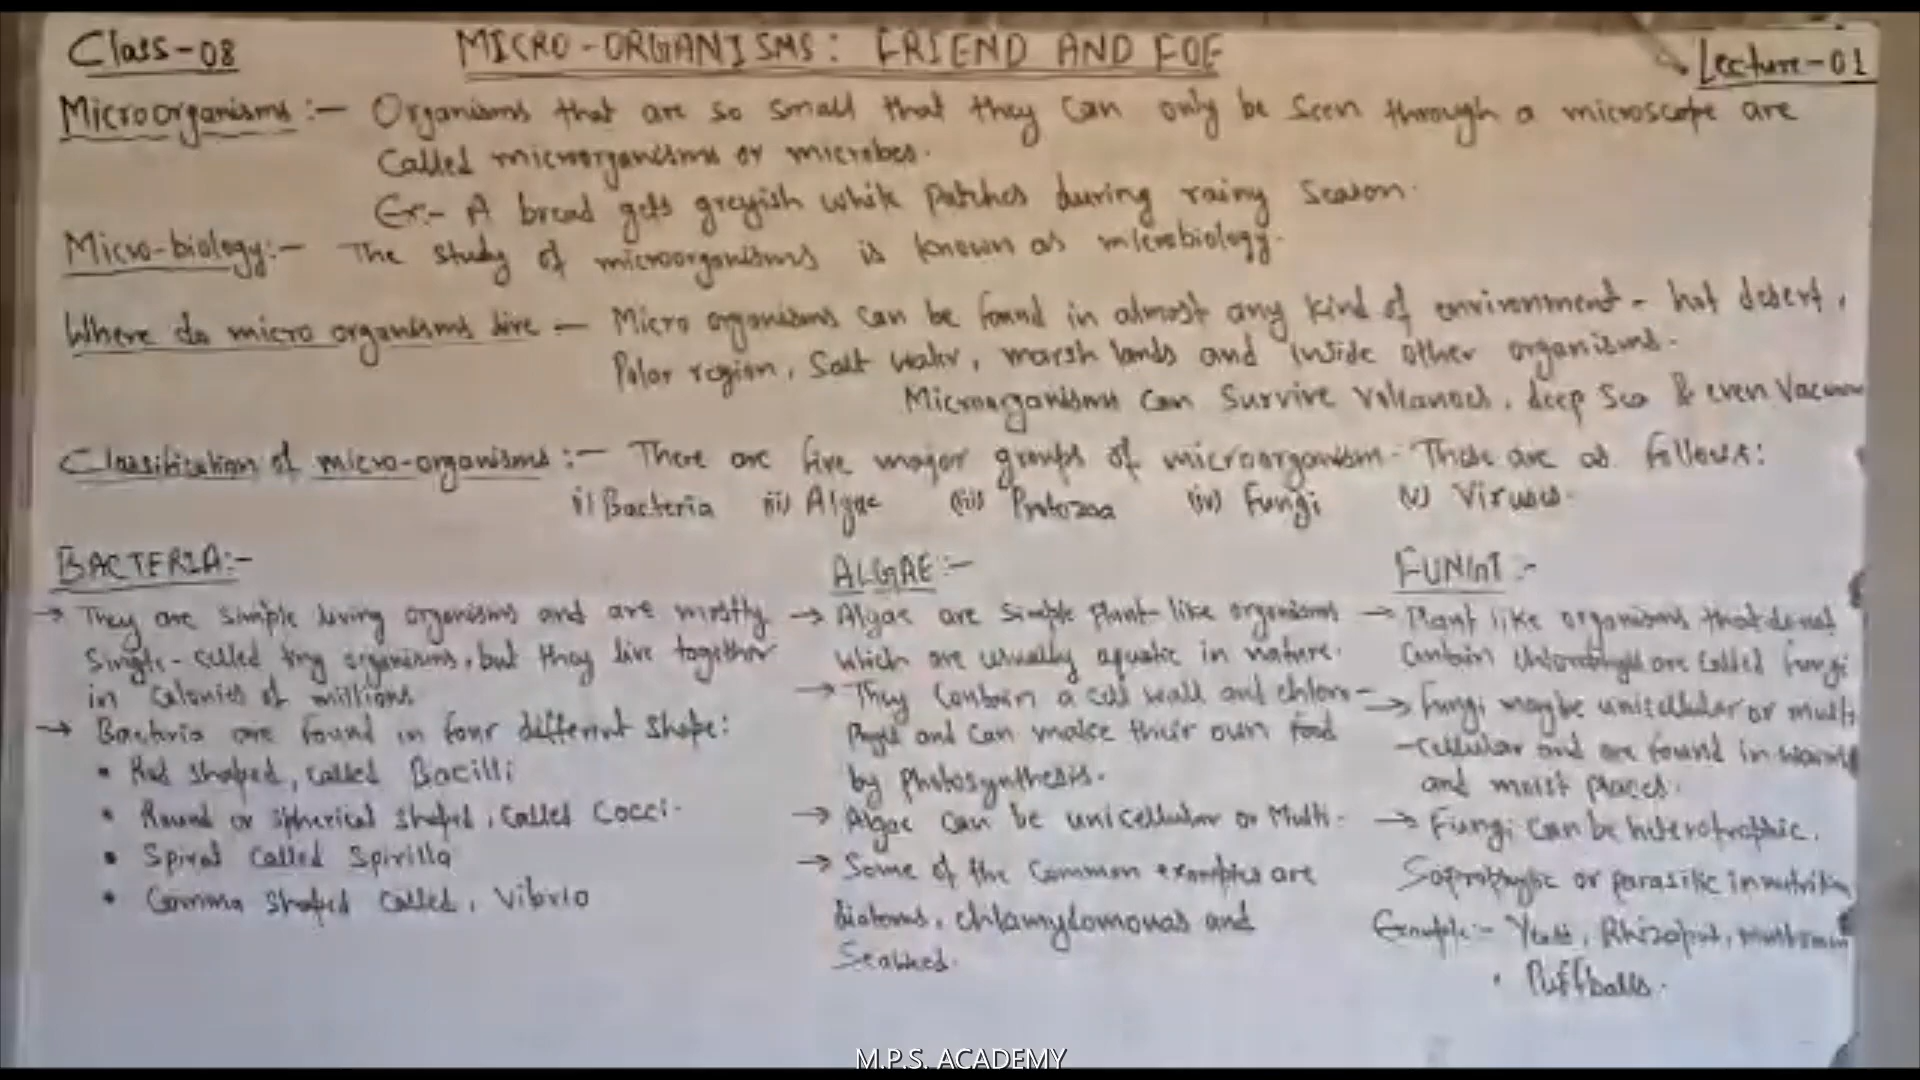 Class-08
MICRO-ORGANISMS: FRIEND AND FOE
Lecture-01
Microorganisms :- Organisms that are so small that they can only be seen through a microscope are
called microrganisms or microbes.
Ex:- A bread gets greyish white patches during rainy season.
Micro-biology:- The study of microorganisms is known as microbiology.
Where do micro organisms live - Micro organisms can be found in almost any kind of environment - hot desert,
Polar region, Salt water, marsh lands and inside other organisms.
Microorganisms can survive volcanoes, deep sea & even vacuum
Classification of micro-organisms :- There are five major groups of microorganism. These are as follows:
i) Bacteria ii) Algae (iii) Protozoa (iv) Fungi (v) Viruses.
BACTERIA:-
→ They are simple living organisms and are mostly
single-celled tiny organisms, but they live together
in colonies of millions
→ Bacteria are found in four different shape:
• Rod shaped, called Bacilli
• Round or spherical shaped, called Cocci.
• Spiral called Spirilla
• Comma shaped called, Vibrio
ALGAE :-
→ Algae are simple plant-like organisms
which are usually aquatic in nature.
→ They contain a cell wall and chloro-
phyll and can make their own food
by photosynthesis.
→ Algae can be unicellular or Multi.
→ Some of the common examples are
diatoms, chlamydomonas and
Seaweed.
:-
→ Plant like organisms that do not
contain chlorophyll are called fungi
→ Fungi maybe unicellular or multi
-cellular and are found in warm
and moist places.
→ Fungi can be heterotrophic,
Saprophytic or parasitic in nutrition
Example:- Yeast,
Puffballs.
M.P.S. ACADEMY